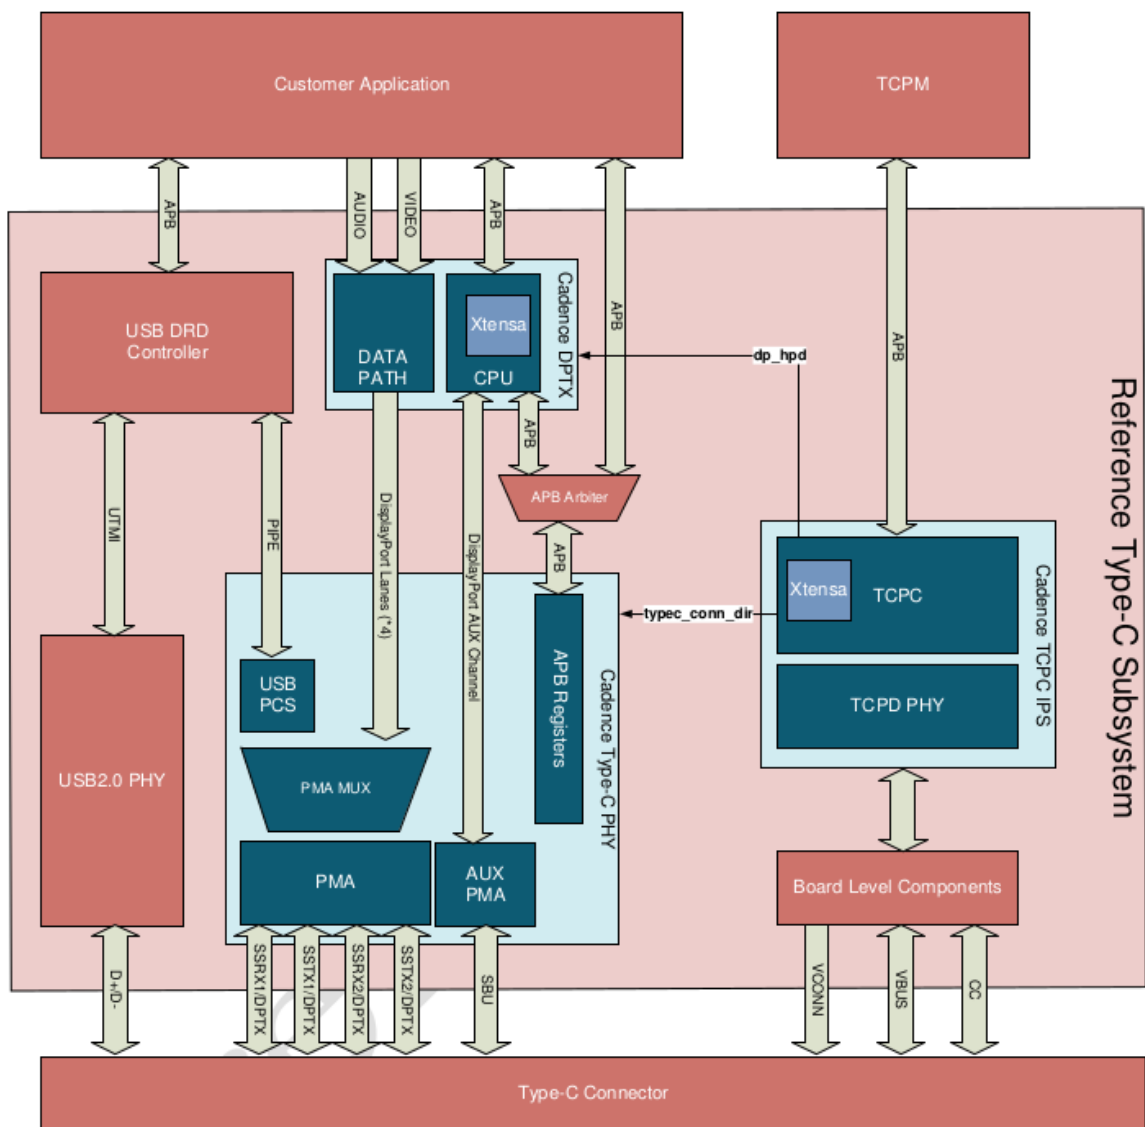 Customer Application
TCPM
APB
AUDIO
VIDEO
APB
APB
APB
USB DRD
Controller
DATA
PATH
Xtensa
CPU
Cadence DPTX
dp_hpd
Reference Type-C Subsystem
UTMI
PIPE
DisplayPort Lanes (*4)
DisplayPort AUX Channel
APB
APB Arbiter
APB
typec_conn_dir
Xtensa
TCPC
TCPD PHY
Cadence TCPC IPS
USB
PCS
APB Registers
Cadence Type-C PHY
USB2.0 PHY
PMA MUX
PMA
AUX
PMA
Board Level Components
D+/D-
SSRX1/DPTX
SSTX1/DPTX
SSRX2/DPTX
SSTX2/DPTX
SBU
VCONN
VBUS
CC
Type-C Connector